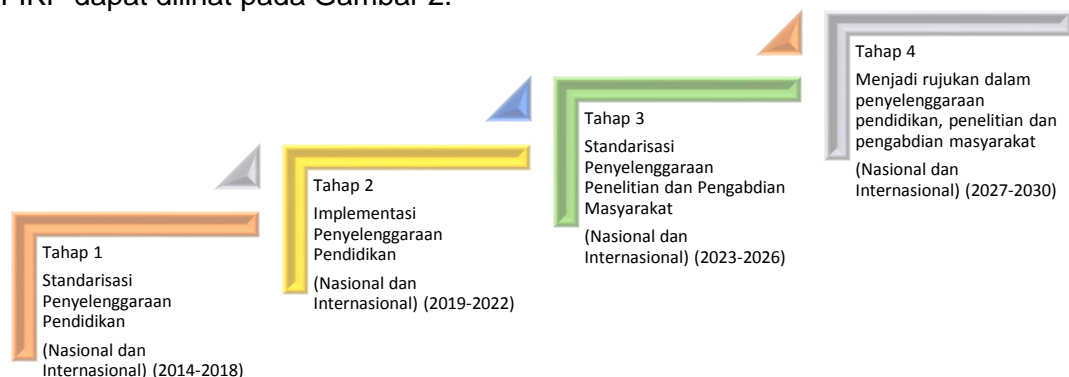 FIKP dapat dilihat pada Gambar 2.
Tahap 1
Standarisasi
Penyelenggaraan
Pendidikan
(Nasional dan
Internasional) (2014-2018)
Tahap 2
Implementasi
Penyelenggaraan
Pendidikan
(Nasional dan
Internasional) (2019-2022)
Tahap 3
Standarisasi
Penyelenggaraan
Penelitian dan Pengabdian
Masyarakat
(Nasional dan
Internasional) (2023-2026)
Tahap 4
Menjadi rujukan dalam
penyelenggaraan
pendidikan, penelitian dan
pengabdian masyarakat
(Nasional dan
Internasional) (2027-2030)